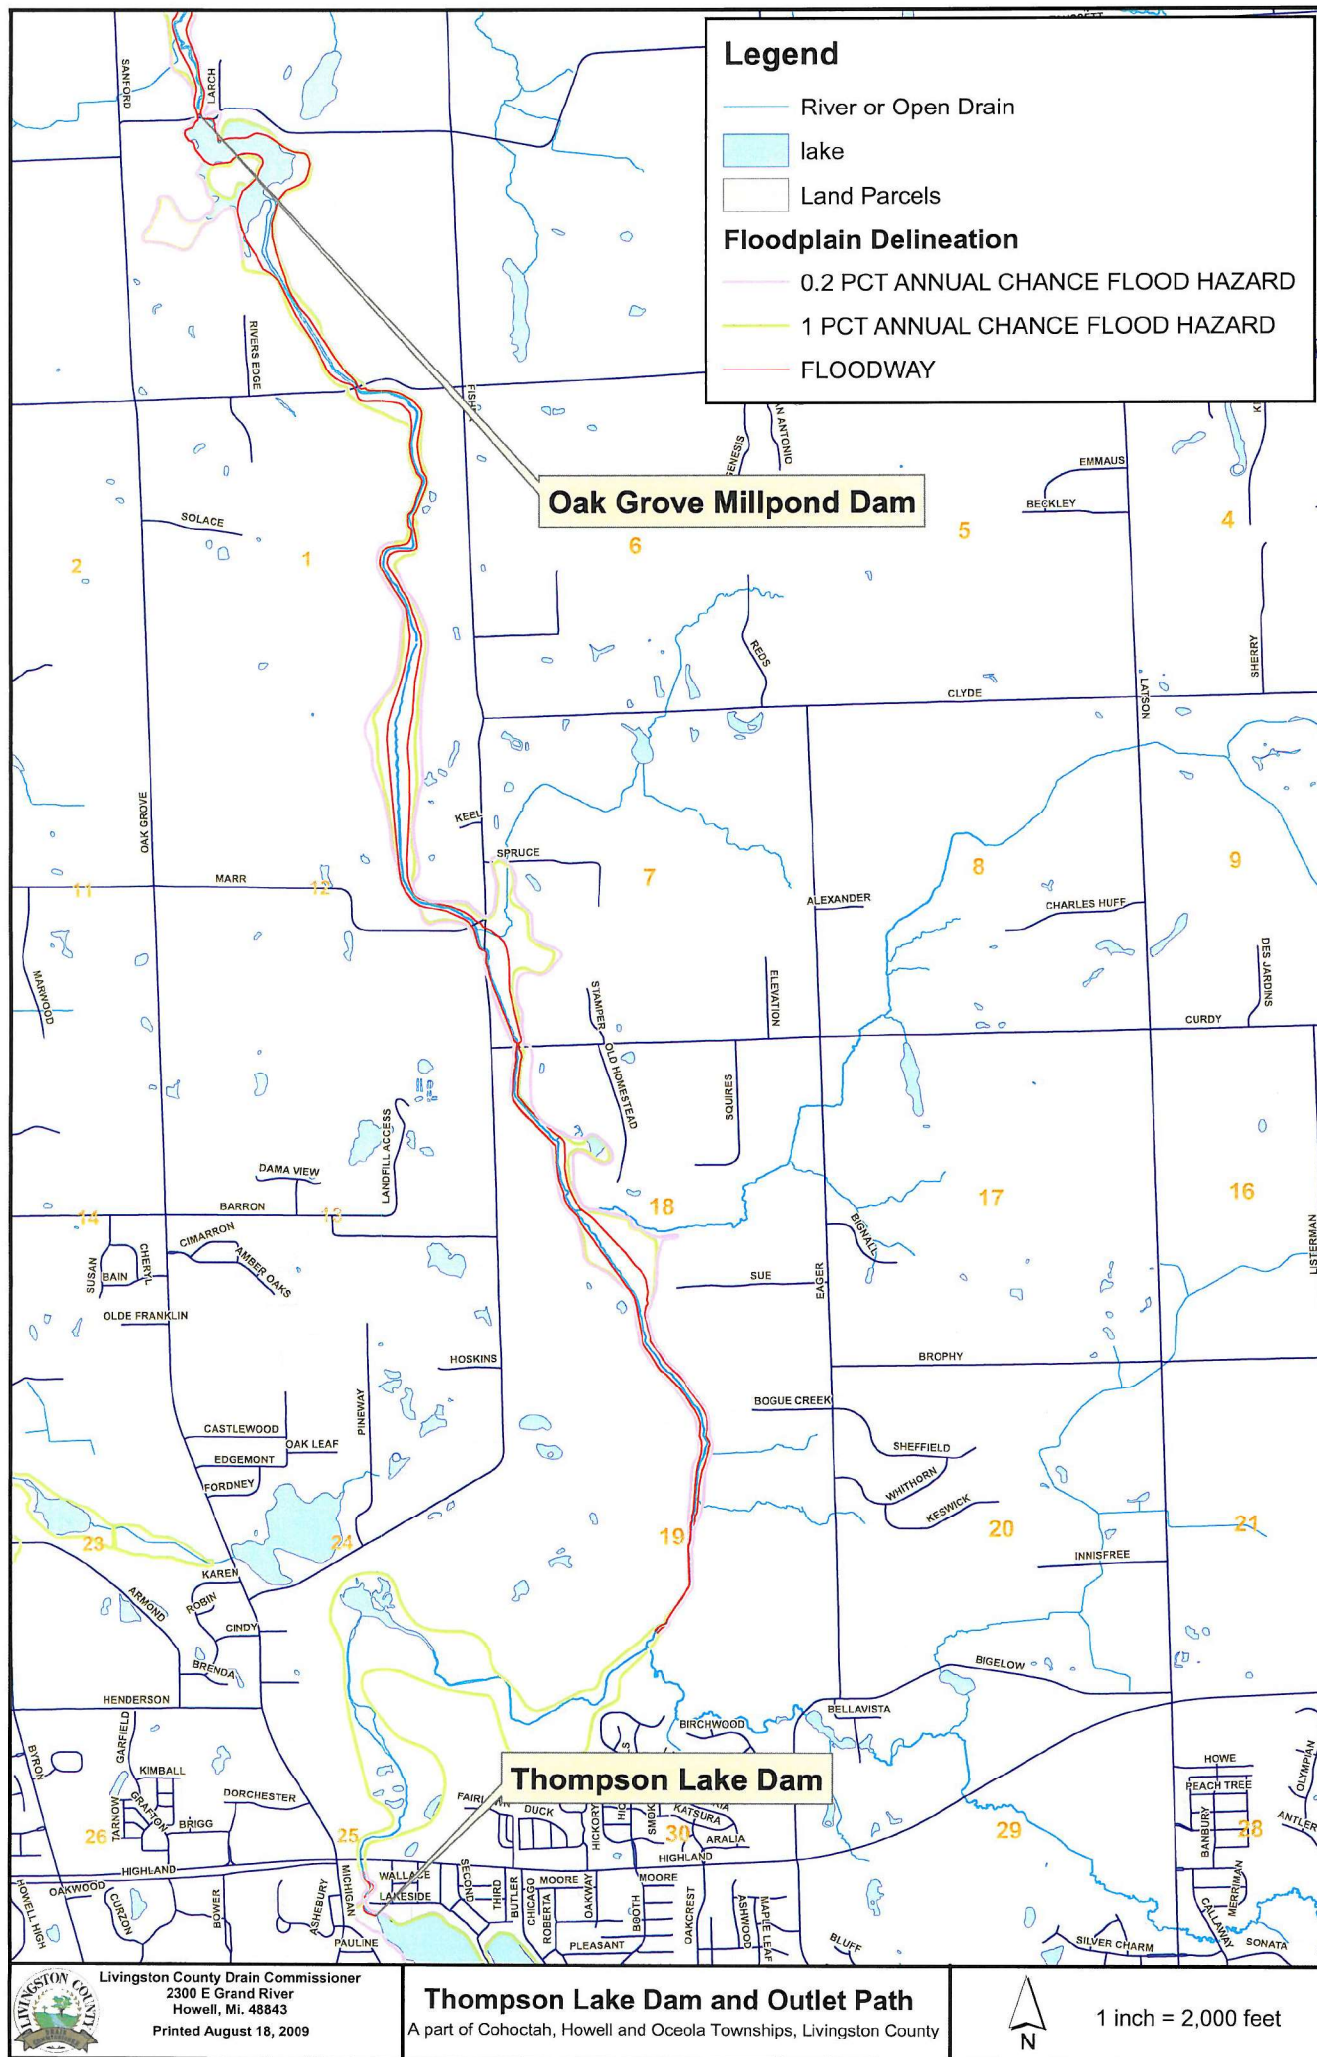 Legend
River or Open Drain
lake
Land Parcels
Floodplain Delineation
0.2 PCT ANNUAL CHANCE FLOOD HAZARD
1 PCT ANNUAL CHANCE FLOOD HAZARD
FLOODWAY
SANFORD
LARCH
RIVERS EDGE
GENESIS
EMMAUS
BECKLEY
4
Oak Grove Millpond Dam
SOLACE
2
1
6
5
REDS
SHERRY
CLYDE
LATSON
OAK GROVE
KEEL
SPRUCE
7
8
9
11
MARR
12
ALEXANDER
CHARLES HUFF
MARWOOD
STAMPER
ELEVATION
DES JARDINS
CURDY
OLD HOMESTEAD
SQUIRES
LANDFILL ACCESS
DAMA VIEW
BARRON
14
13
18
17
16
CIMARRON
AMBER OAKS
SUSAN
CHERYL
BAIN
BIGNALL
LISTERMAN
SUE
EAGER
OLDE FRANKLIN
HOSKINS
BROPHY
PINEWAY
BOGUE CREEK
CASTLEWOOD
OAK LEAF
EDGEMONT
FORDNEY
SHEFFIELD
WHITHORN
KESWICK
23
24
19
20
21
KAREN
INNISFREE
ARMOND
ROBIN
CINDY
BRENDA
BIGELOW
HENDERSON
BELLAVISTA
BIRCHWOOD
BYRON
GARFIELD
KIMBALL
TARNOW
GRAFTON
BRIGG
DORCHESTER
Thompson Lake Dam
HOWE
PEACH TREE
OLYMPIAN
BANBURY
ANTLER
DUCK
HICKORY
KATSURA
ARALIA
26
25
30
29
28
HIGHLAND
HIGHLAND
OAKWOOD
HOWELL HIGH
CURZON
BOWER
ASHEBURY
MICHIGAN
WALLACE
LAKESIDE
SECOND
THIRD
BUTLER
CHICAGO
ROBERTA
MOORE
OAKWAY
MOORE
BOOTH
OAKCREST
ASHWOOD
MAPLE LEAF
MERRIMAN
CALLAWAY
PAULINE
PLEASANT
BLUFF
SILVER CHARM
SONATA
LIVINGSTON COUNTY
Livingston County Drain Commissioner
2300 E Grand River
Howell, Mi. 48843
Printed August 18, 2009
Thompson Lake Dam and Outlet Path
A part of Cohoctah, Howell and Oceola Townships, Livingston County
N
1 inch = 2,000 feet